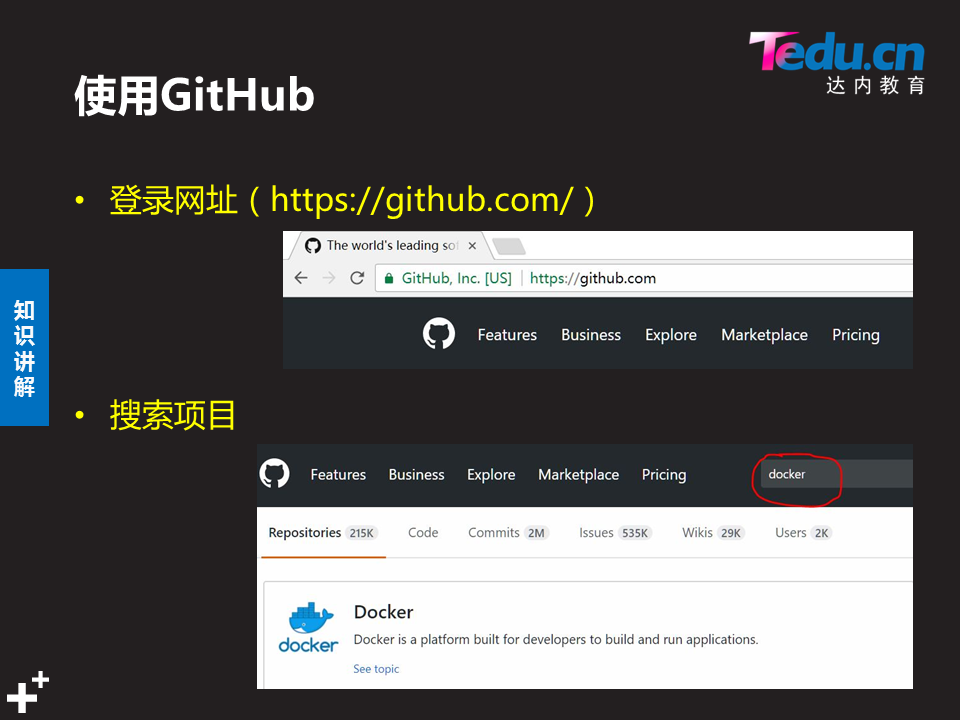 Tedu.cn
达内教育
使用GitHub
• 登录网址（https://github.com/）
The world's leading sof ×
GitHub, Inc. [US] | https://github.com
Features Business Explore Marketplace Pricing
知识讲解
• 搜索项目
Features Business Explore Marketplace Pricing docker
Repositories 215K Code Commits 2M Issues 535K Wikis 29K Users 2K
docker
Docker
Docker is a platform built for developers to build and run applications.
See topic